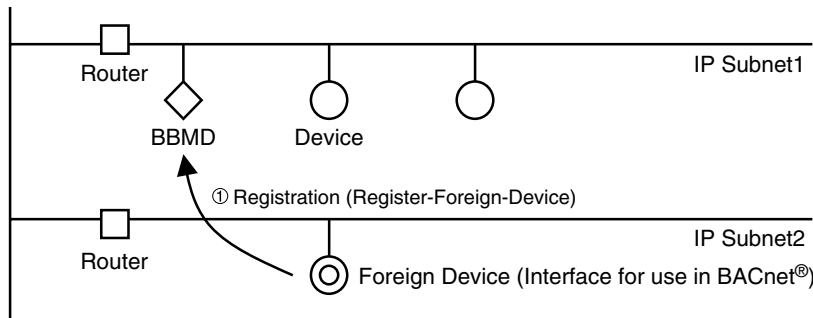 Router
IP Subnet1
BBMD
Device
① Registration (Register-Foreign-Device)
Router
IP Subnet2
Foreign Device (Interface for use in BACnet®)